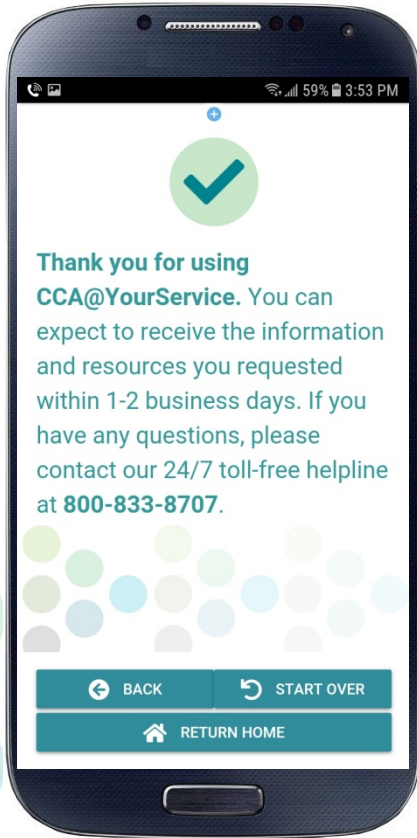 59% 3:53 PM
Thank you for using
CCA@YourService. You can
expect to receive the information
and resources you requested
within 1-2 business days. If you
have any questions, please
contact our 24/7 toll-free helpline
at 800-833-8707.
BACK START OVER
RETURN HOME